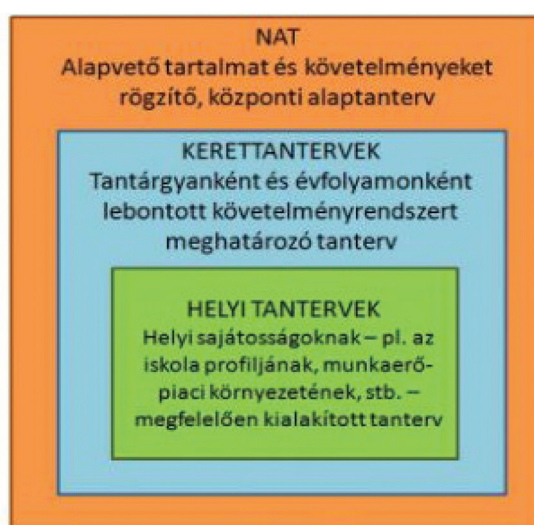 NAT
Alapvető tartalmat és követelményeket
rögzítő, központi alaptanterv
KERETTANTERVEK
Tantárgyanként és évfolyamonként
lebontott követelményrendszert
meghatározó tanterv
HELYI TANTERVEK
Helyi sajátosságoknak – pl. az
iskola profiljának, munkaerő-
piaci környezetének, stb. –
megfelelően kialakított tanterv